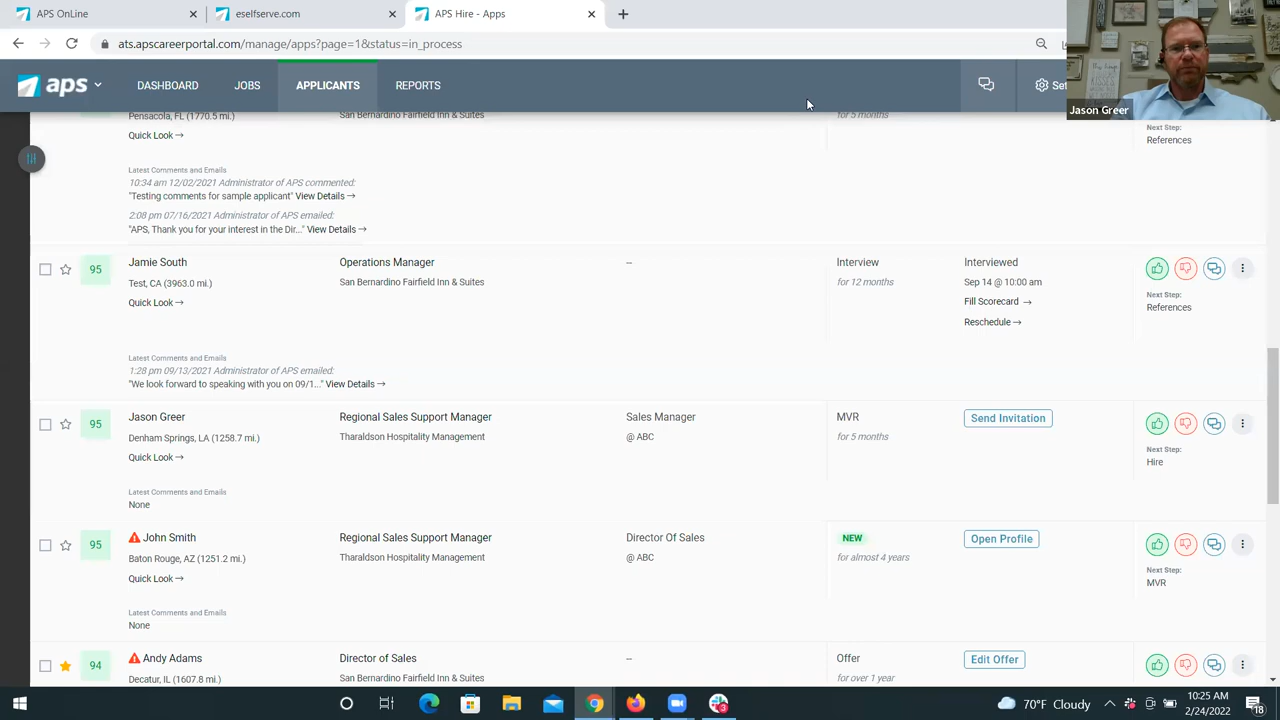 APS OnLine
eselfserve.com
APS Hire - Apps
ats.apscareerportal.com/manage/apps?page=1&status=in_process
aps DASHBOARD JOBS APPLICANTS REPORTS
Jason Greer
Pensacola, FL (1770.5 mi.) San Bernardino Fairfield Inn & Suites for 5 months
Quick Look →
Next Step:
References
Latest Comments and Emails
10:34 am 12/02/2021 Administrator of APS commented:
"Testing comments for sample applicant" View Details →
2:08 pm 07/16/2021 Administrator of APS emailed:
"APS, Thank you for your interest in the Dir..." View Details →
95 Jamie South Operations Manager -- Interview Interviewed
Test, CA (3963.0 mi.) San Bernardino Fairfield Inn & Suites for 12 months Sep 14 @ 10:00 am
Quick Look → Fill Scorecard →
Reschedule →
Next Step:
References
Latest Comments and Emails
1:28 pm 09/13/2021 Administrator of APS emailed:
"We look forward to speaking with you on 09/1..." View Details →
95 Jason Greer Regional Sales Support Manager Sales Manager MVR Send Invitation
Denham Springs, LA (1258.7 mi.) Tharaldson Hospitality Management @ ABC for 5 months
Quick Look →
Next Step:
Hire
Latest Comments and Emails
None
95 John Smith Regional Sales Support Manager Director Of Sales NEW Open Profile
Baton Rouge, AZ (1251.2 mi.) Tharaldson Hospitality Management @ ABC for almost 4 years
Quick Look →
Next Step:
MVR
Latest Comments and Emails
None
94 Andy Adams Director of Sales -- Offer Edit Offer
Decatur, IL (1607.8 mi.) San Bernardino Fairfield Inn & Suites for over 1 year
Next Step:
70°F Cloudy 10:25 AM
2/24/2022
3
18